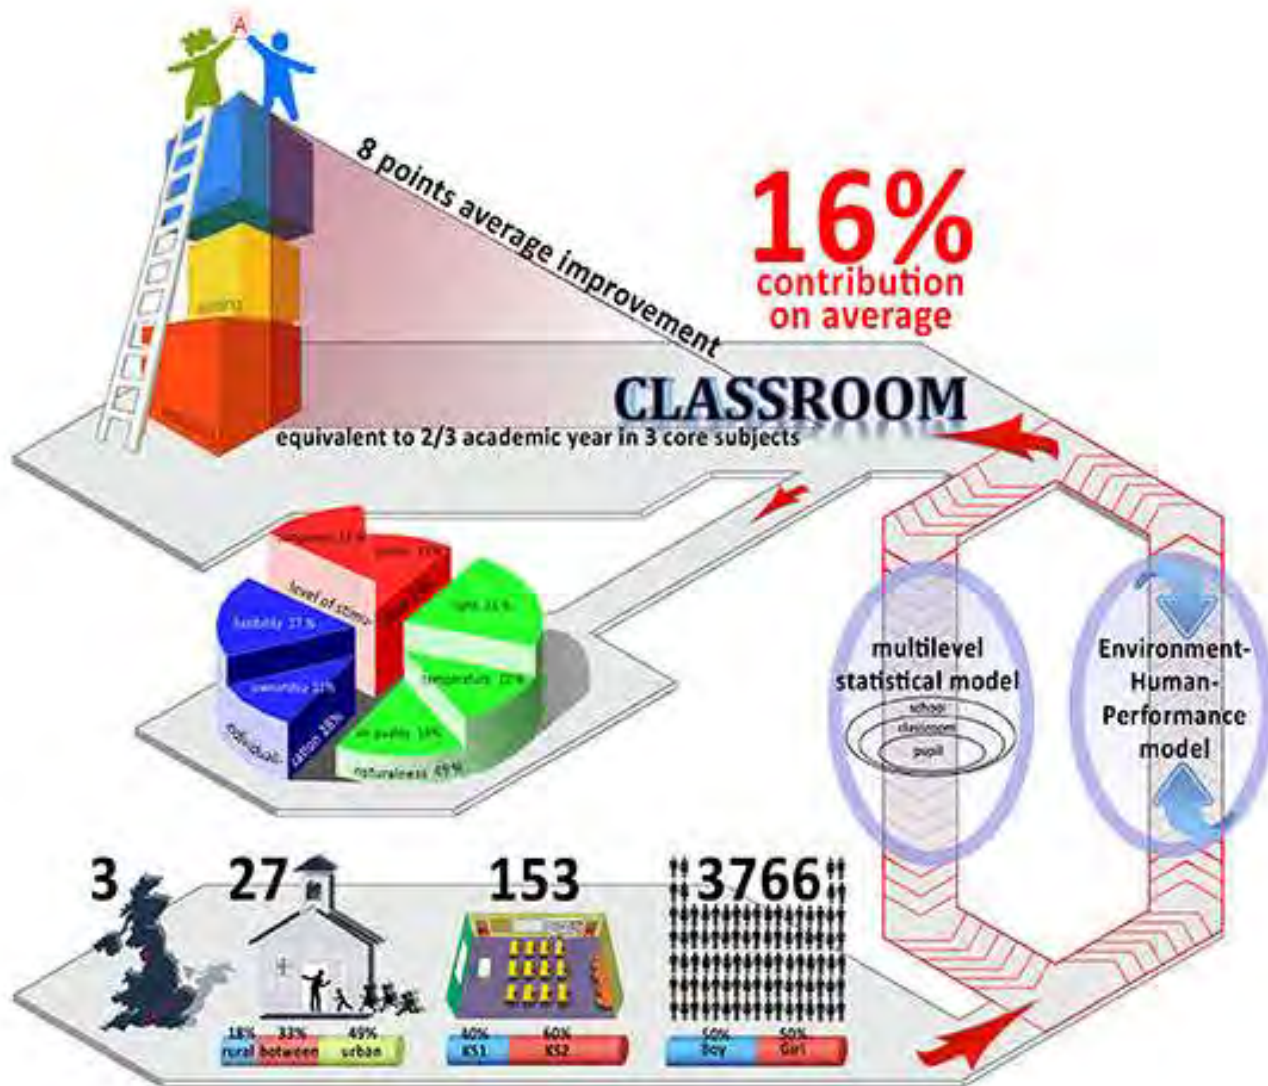 A
8 points average improvement
16%
contribution
on average
CLASSROOM
equivalent to 2/3 academic year in 3 core subjects
level of stimu-
light 21%
flexibility 17%
temperature 12%
ownership 11%
air quality 16%
individuali-
cation 28%
naturalness 49%
multilevel
statistical model
school
classroom
pupil
Environment-
Human-
Performance
model
3
27
153
3766
18% 33% 49%
rural between urban
40% 60%
KS1 KS2
50% 50%
Boy Girl